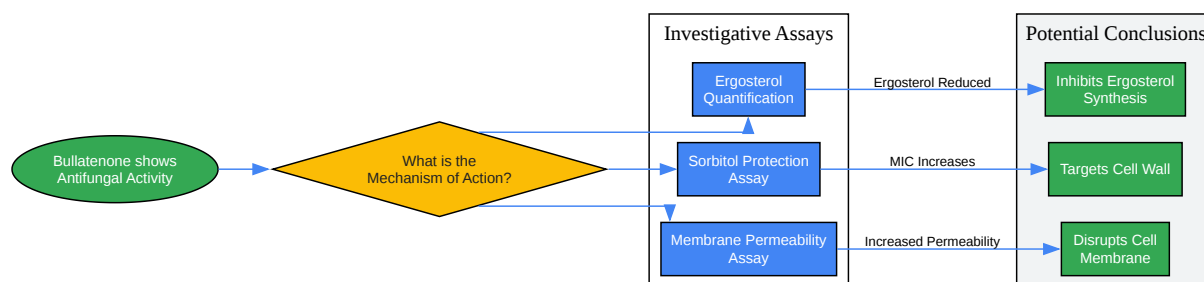 Bullatenone shows
Antifungal Activity
What is the
Mechanism of Action?
Investigative Assays
Ergosterol
Quantification
Sorbitol Protection
Assay
Membrane Permeability
Assay
Ergosterol Reduced
MIC Increases
Increased Permeability
Potential Conclusions
Inhibits Ergosterol
Synthesis
Targets Cell Wall
Disrupts Cell
Membrane